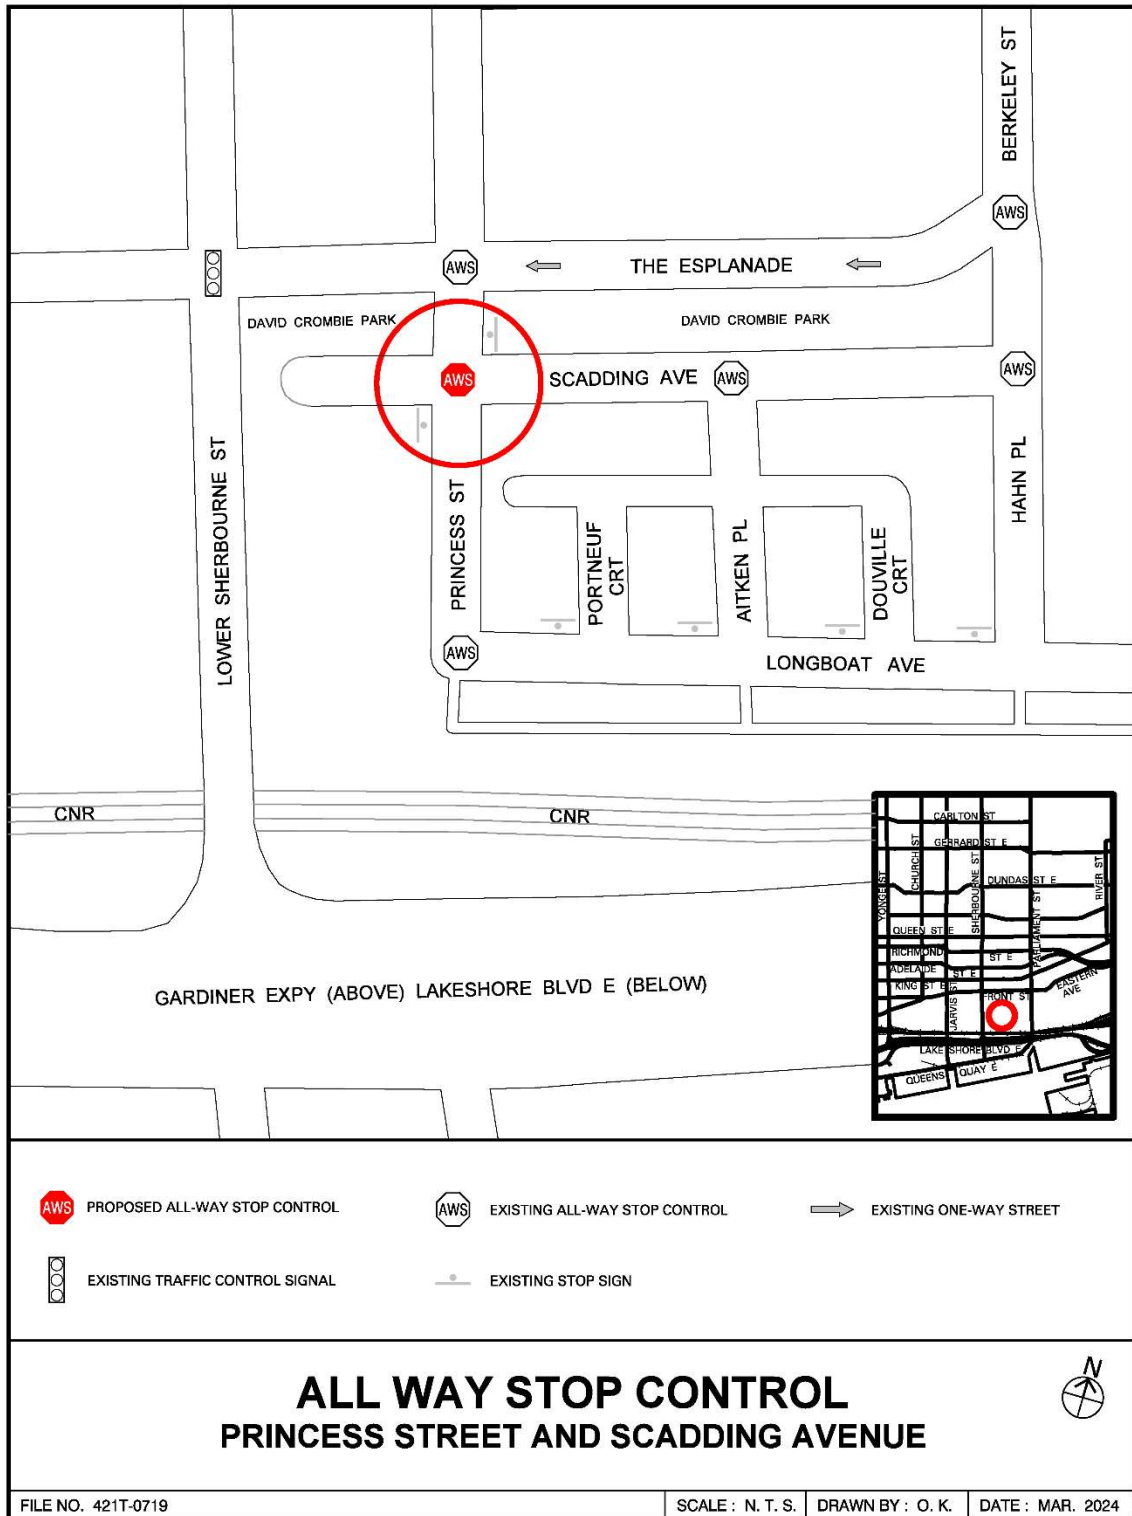 BERKELEY ST
AWS
AWS
THE ESPLANADE
DAVID CROMBIE PARK
DAVID CROMBIE PARK
AWS
SCADDING AVE
AWS
AWS
LOWER SHERBOURNE ST
PRINCESS ST
PORTNEUF
CRT
AITKEN PL
DOUVILLE
CRT
HAHN PL
AWS
LONGBOAT AVE
CNR
CNR
GARDINER EXPY (ABOVE) LAKESHORE BLVD E (BELOW)
CARLTON ST
GERRARD ST E
CHURCH ST
SHERBOURNE ST
DUNDAS ST E
RIVER ST
YONGE ST
PARLIAMENT ST
QUEEN ST E
RICHMOND ST E
ADELAIDE ST E
KING ST E
EASTERN
AVE
FRONT ST
JARVIS ST
LAKE SHORE BLVD E
QUEENS QUAY E
AWS PROPOSED ALL-WAY STOP CONTROL
AWS EXISTING ALL-WAY STOP CONTROL
EXISTING ONE-WAY STREET
EXISTING TRAFFIC CONTROL SIGNAL
EXISTING STOP SIGN
ALL WAY STOP CONTROL
PRINCESS STREET AND SCADDING AVENUE
N
FILE NO. 421T-0719
SCALE : N. T. S.
DRAWN BY : O. K.
DATE : MAR. 2024